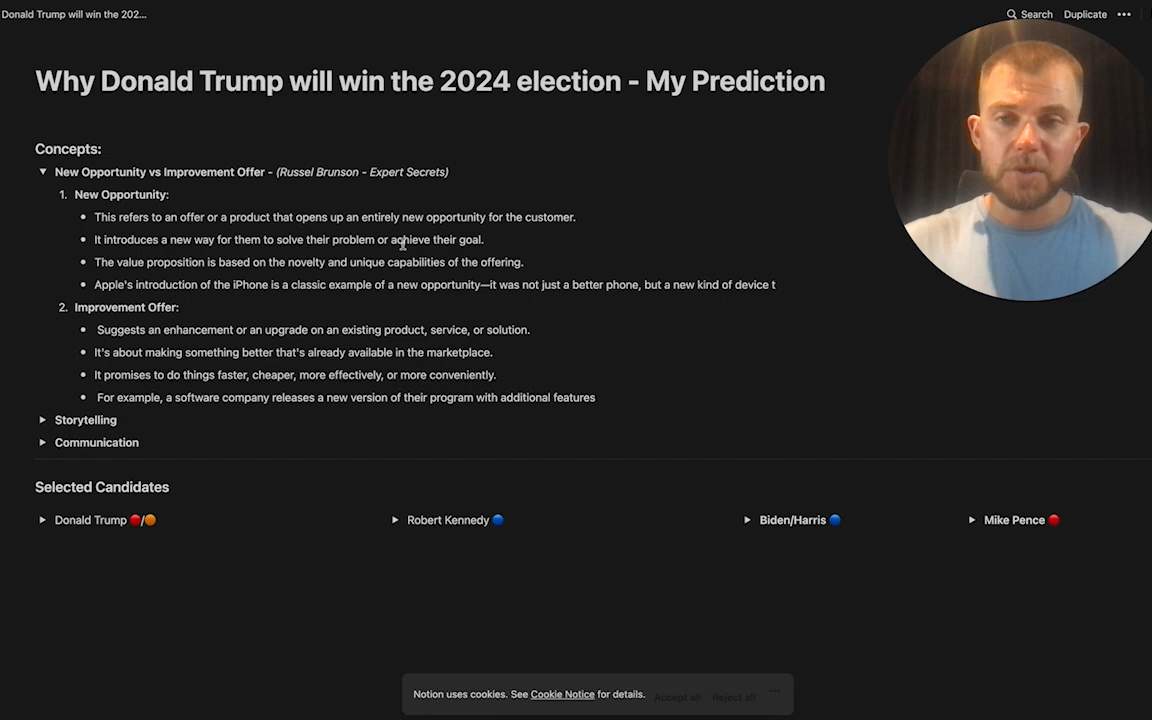 Donald Trump will win the 202...
Search Duplicate •••
Why Donald Trump will win the 2024 election - My Prediction
Concepts:
▼ New Opportunity vs Improvement Offer - (Russel Brunson - Expert Secrets)
1. New Opportunity:
• This refers to an offer or a product that opens up an entirely new opportunity for the customer.
• It introduces a new way for them to solve their problem or achieve their goal.
• The value proposition is based on the novelty and unique capabilities of the offering.
• Apple's introduction of the iPhone is a classic example of a new opportunity—it was not just a better phone, but a new kind of device t
2. Improvement Offer:
• Suggests an enhancement or an upgrade on an existing product, service, or solution.
• It's about making something better that's already available in the marketplace.
• It promises to do things faster, cheaper, more effectively, or more conveniently.
• For example, a software company releases a new version of their program with additional features
▶ Storytelling
▶ Communication
Selected Candidates
▶ Donald Trump 🔴/🟠 ▶ Robert Kennedy 🔵 ▶ Biden/Harris 🔵 ▶ Mike Pence 🔴
Notion uses cookies. See Cookie Notice for details. Accept all Reject all ...